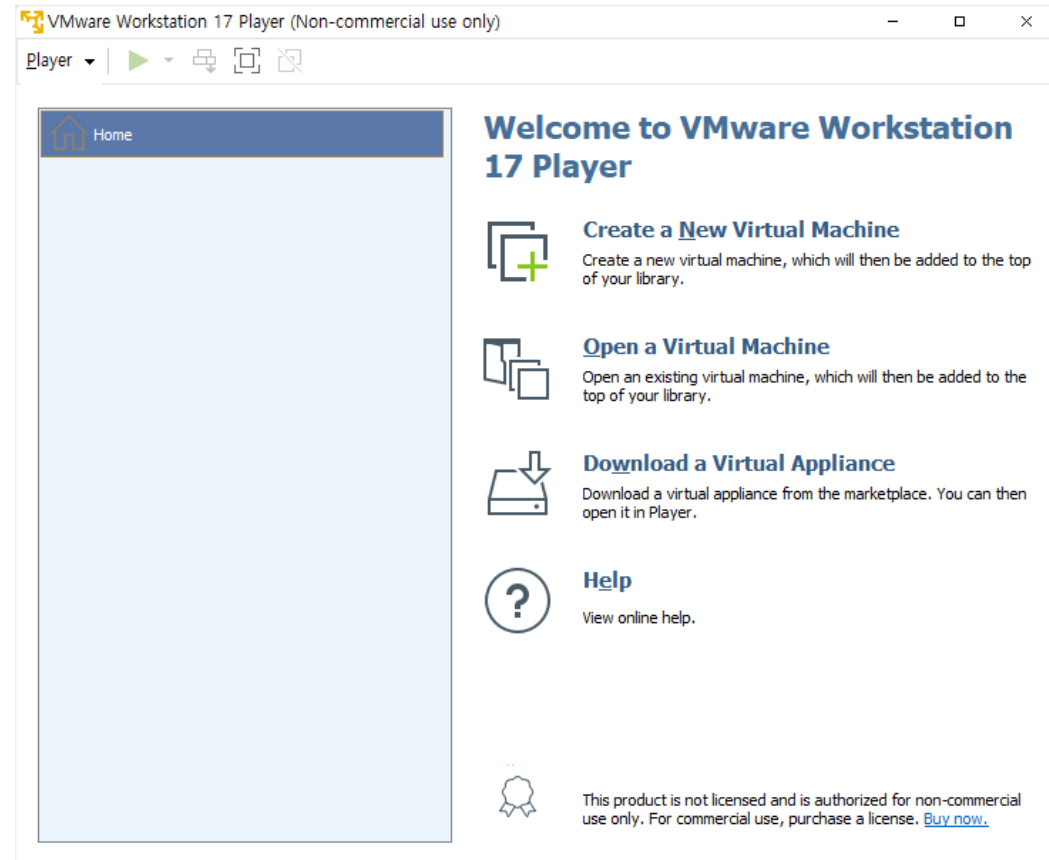 VMware Workstation 17 Player (Non-commercial use only)
Player
Home
Welcome to VMware Workstation
17 Player
Create a New Virtual Machine
Create a new virtual machine, which will then be added to the top
of your library.
Open a Virtual Machine
Open an existing virtual machine, which will then be added to the
top of your library.
Download a Virtual Appliance
Download a virtual appliance from the marketplace. You can then
open it in Player.
?
Help
View online help.
This product is not licensed and is authorized for non-commercial
use only. For commercial use, purchase a license. Buy now.